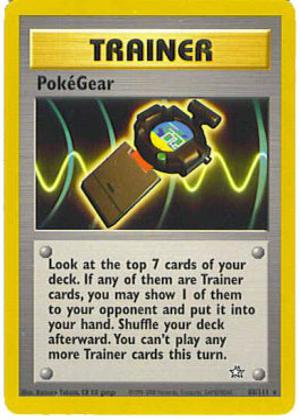 TRAINER
PokéGear
Look at the top 7 cards of your
deck. If any of them are Trainer
cards, you may show 1 of them
to your opponent and put it into
your hand. Shuffle your deck
afterward. You can't play
any more Trainer cards this turn.